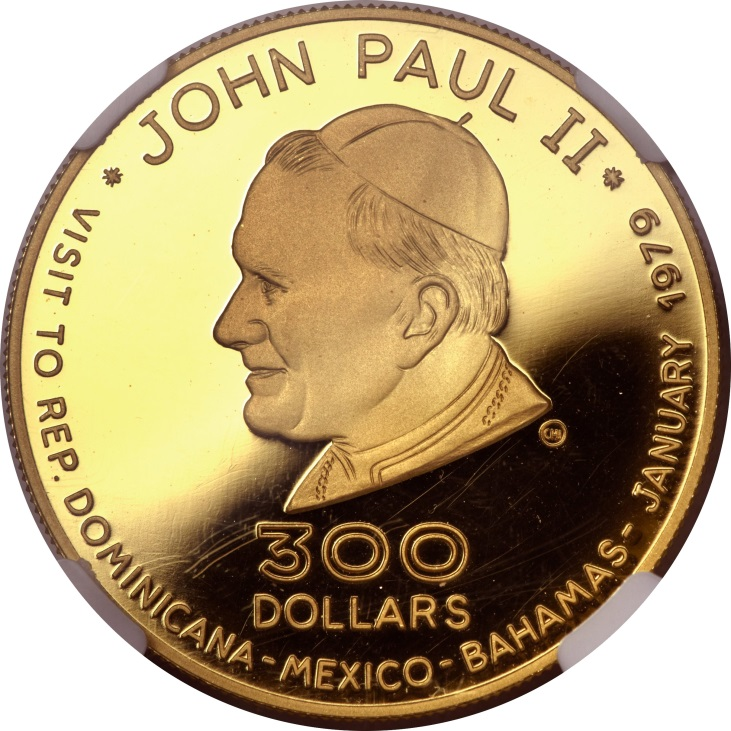 * JOHN PAUL II *
VISIT TO REP. DOMINICANA - MEXICO - BAHAMAS - JANUARY 1979
300
DOLLARS